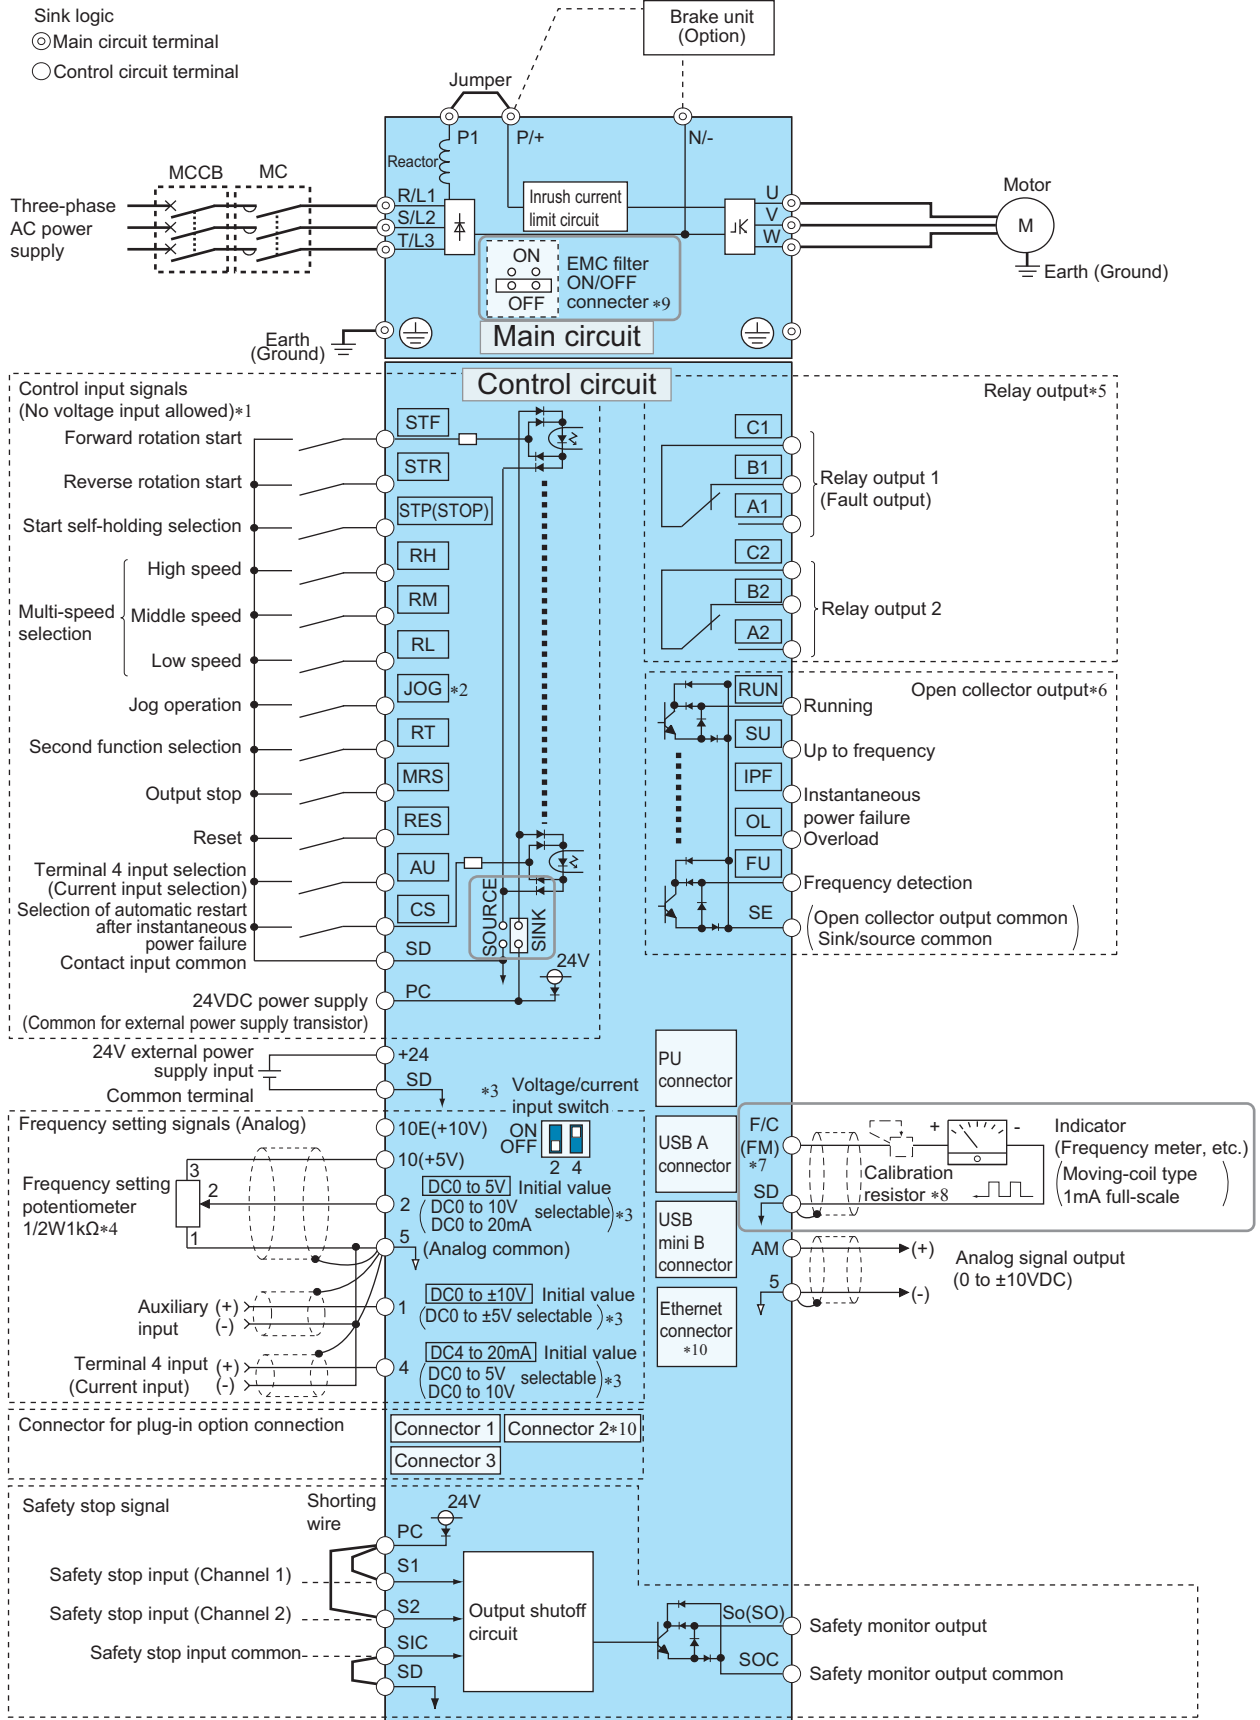 Sink logic
Main circuit terminal
Control circuit terminal
Brake unit
(Option)
Jumper
P1
P/+
N/-
Reactor
MCCB
MC
Three-phase
AC power
supply
R/L1
S/L2
T/L3
Inrush current
limit circuit
U
V
W
Motor
M
Earth (Ground)
ON
OFF
EMC filter
ON/OFF
connecter *9
Earth
(Ground)
Main circuit
Control circuit
Control input signals
(No voltage input allowed)*1
Forward rotation start
STF
Reverse rotation start
STR
Start self-holding selection
STP(STOP)
Multi-speed
selection
High speed
RH
Middle speed
RM
Low speed
RL
Jog operation
JOG *2
Second function selection
RT
Output stop
MRS
Reset
RES
Terminal 4 input selection
(Current input selection)
AU
Selection of automatic restart
after instantaneous
power failure
CS
Contact input common
SD
SOURCE
SINK
24V
24VDC power supply
(Common for external power supply transistor)
PC
Relay output*5
C1
B1
A1
Relay output 1
(Fault output)
C2
B2
A2
Relay output 2
Open collector output*6
RUN
Running
SU
Up to frequency
IPF
Instantaneous
power failure
OL
Overload
FU
Frequency detection
SE
(Open collector output common
Sink/source common)
24V external power
supply input
+24
Common terminal
SD
*3
Voltage/current
input switch
ON
OFF
2 4
Frequency setting signals (Analog)
10E(+10V)
10(+5V)
Frequency setting
potentiometer
1/2W1kΩ*4
3
2
1
2
DC0 to 5V Initial value
(DC0 to 10V
DC0 to 20mA selectable)*3
5
(Analog common)
Auxiliary (+)
input (-)
1
DC0 to ±10V Initial value
(DC0 to ±5V selectable)*3
Terminal 4 input (+)
(Current input) (-)
4
DC4 to 20mA Initial value
(DC0 to 5V
DC0 to 10V selectable)*3
PU
connector
USB A
connector
USB
mini B
connector
Ethernet
connector
*10
F/C
(FM)
*7
SD
+
-
Calibration
resistor *8
Indicator
(Frequency meter, etc.)
(Moving-coil type
1mA full-scale)
AM
(+)
5
(-)
Analog signal output
(0 to ±10VDC)
Connector for plug-in option connection
Connector 1
Connector 2*10
Connector 3
Safety stop signal
Shorting
wire
24V
PC
Safety stop input (Channel 1)
S1
Safety stop input (Channel 2)
S2
Safety stop input common
SIC
SD
Output shutoff
circuit
So(SO)
Safety monitor output
SOC
Safety monitor output common